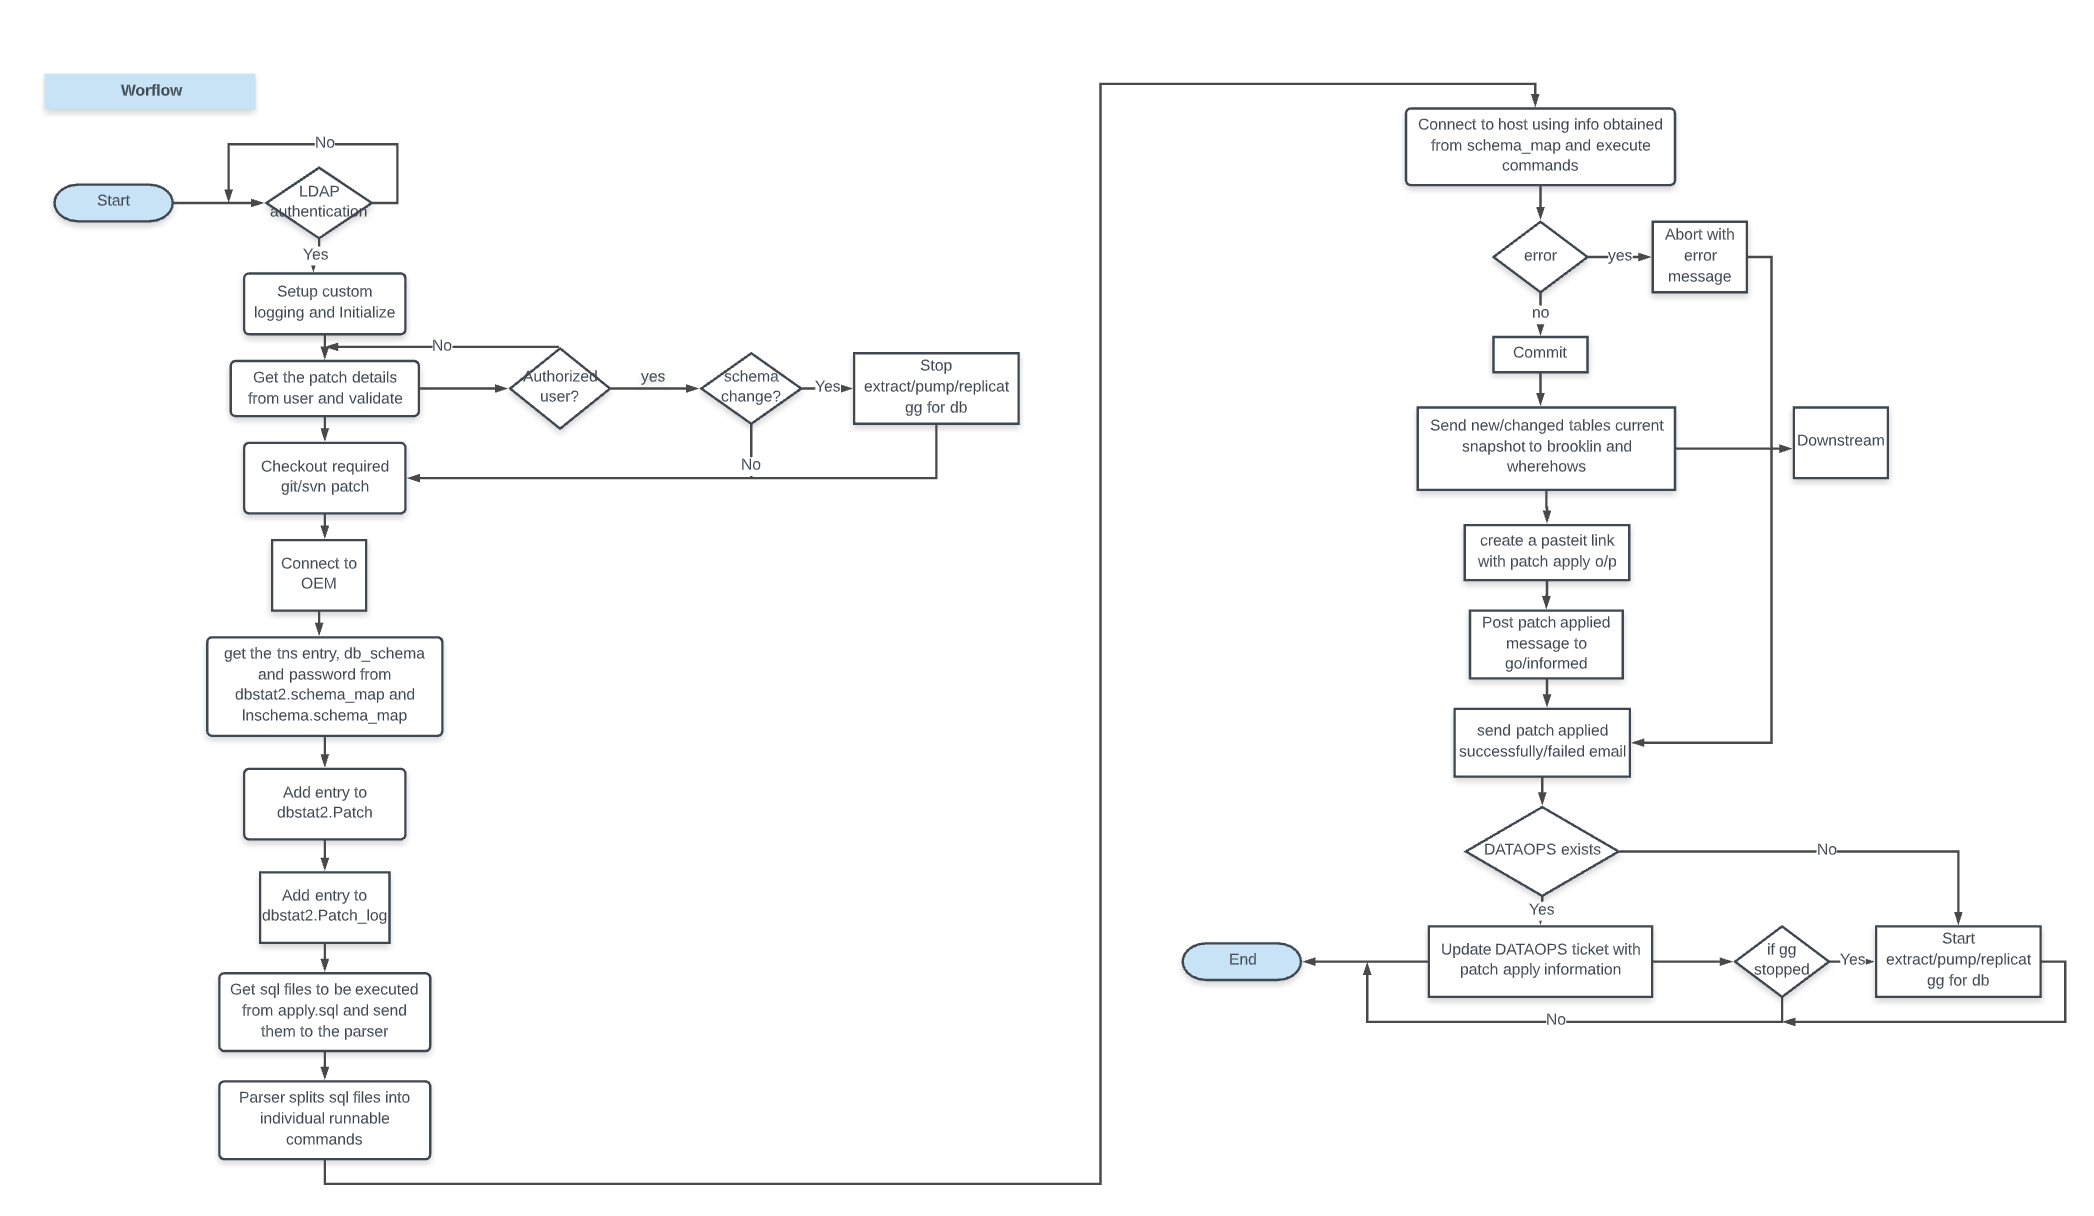 Worflow
No
Start
LDAP
authentication
Yes
Setup custom
logging and Initialize
No
Get the patch details
from user and validate
Authorized
user?
yes
schema
change?
Yes
Stop
extract/pump/replicat
gg for db
No
Checkout required
git/svn patch
Connect to
OEM
get the tns entry, db_schema
and password from
dbstat2.schema_map and
lnschema.schema_map
Add entry to
dbstat2.Patch
Add entry to
dbstat2.Patch_log
Get sql files to be executed
from apply.sql and send
them to the parser
Parser splits sql files into
individual runnable
commands
Connect to host using info obtained
from schema_map and execute
commands
error
yes
Abort with
error
message
no
Commit
Send new/changed tables current
snapshot to brooklin and
wherehows
Downstream
create a pasteit link
with patch apply o/p
Post patch applied
message to
go/informed
send patch applied
successfully/failed email
DATAOPS exists
No
Yes
End
Update DATAOPS ticket with
patch apply information
if gg
stopped
Yes
Start
extract/pump/replicat
gg for db
No